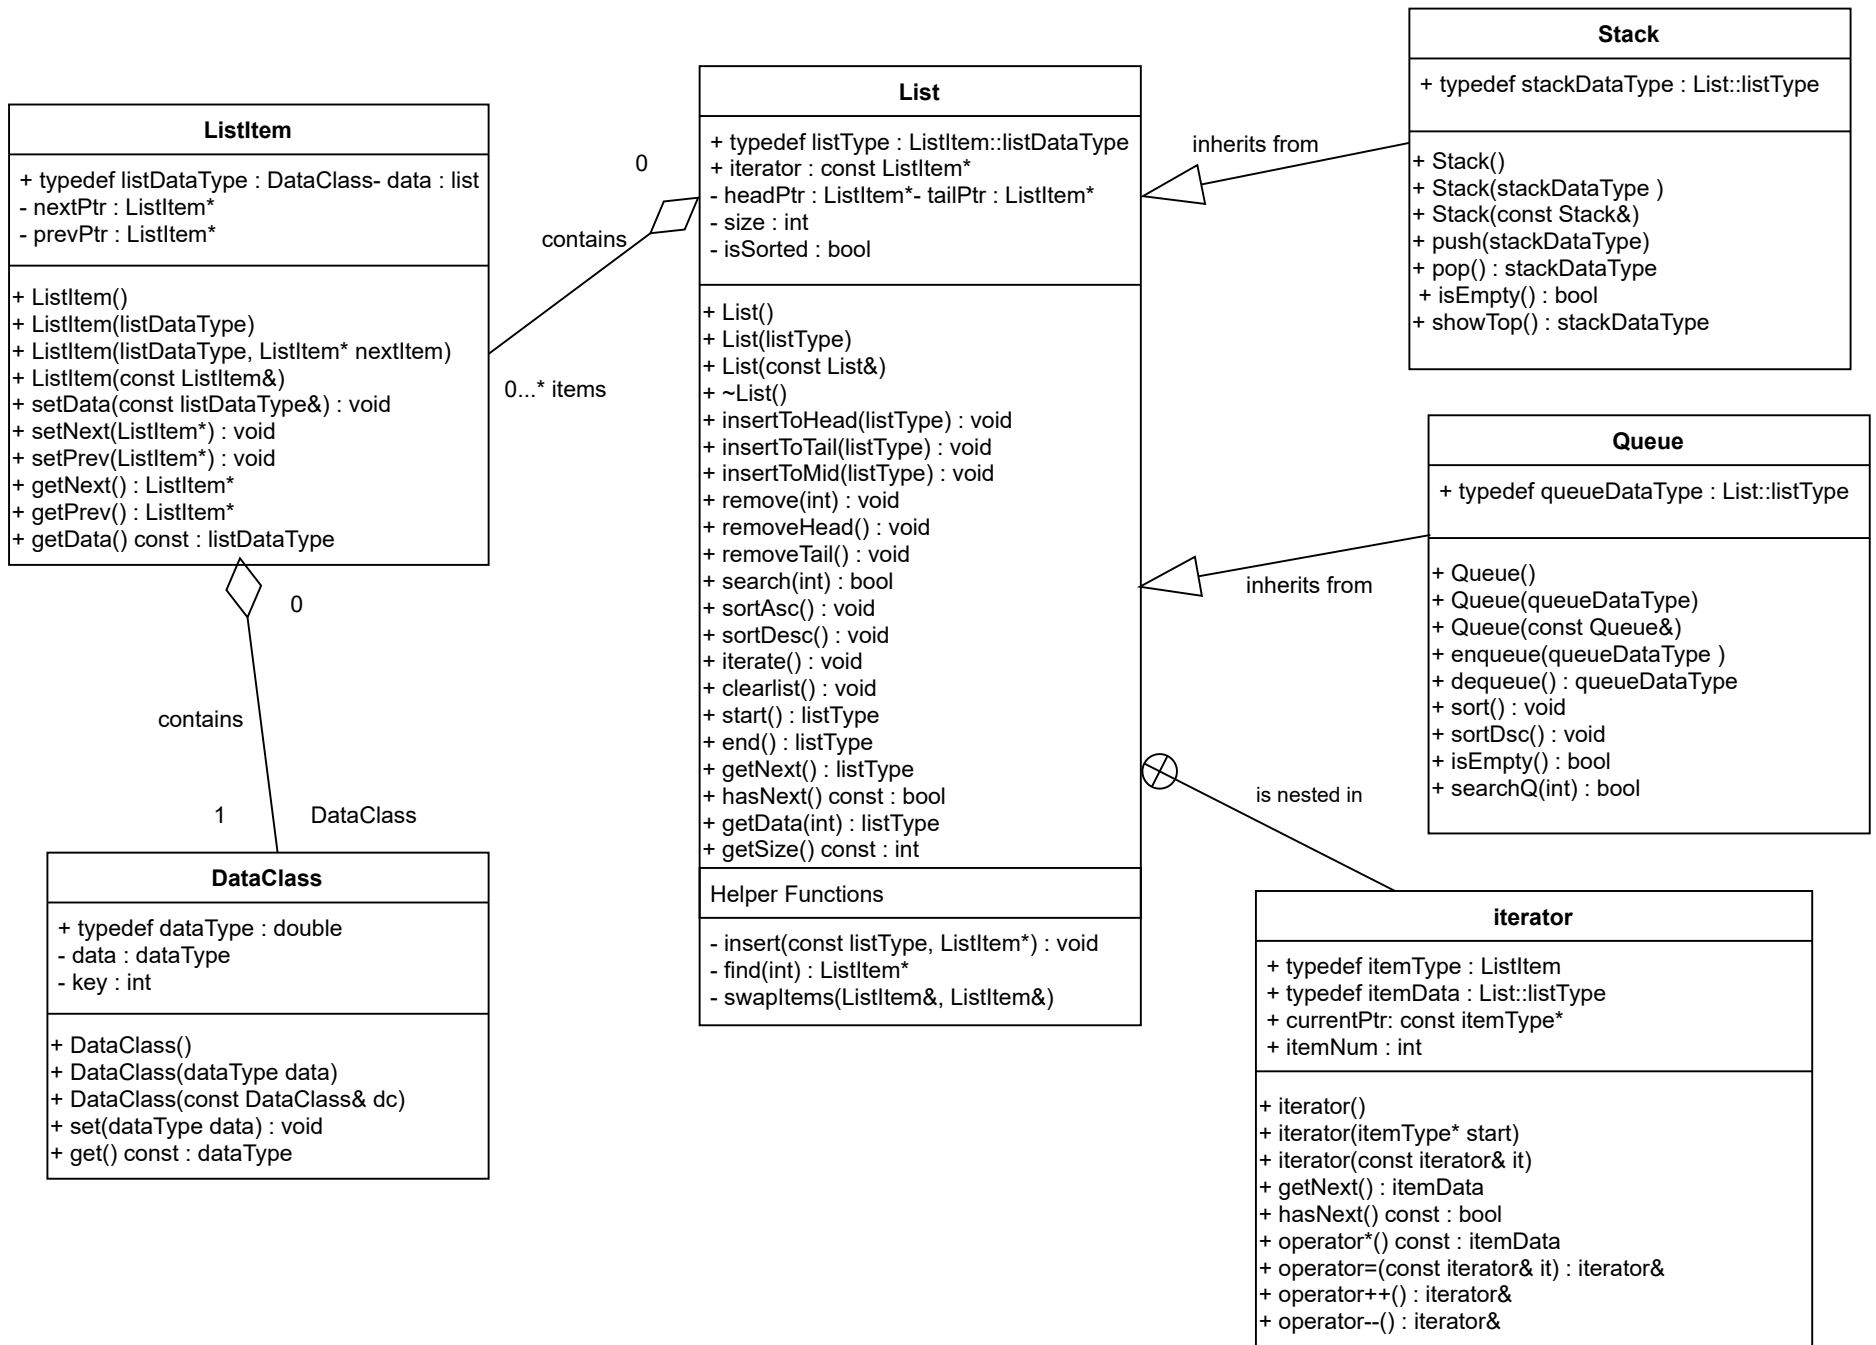 ListItem
+ typedef listDataType : DataClass- data : list
- nextPtr : ListItem*
- prevPtr : ListItem*
+ ListItem()
+ ListItem(listDataType)
+ ListItem(listDataType, ListItem* nextItem)
+ ListItem(const ListItem&)
+ setData(const listDataType&) : void
+ setNext(ListItem*) : void
+ setPrev(ListItem*) : void
+ getNext() : ListItem*
+ getPrev() : ListItem*
+ getData() const : listDataType
0
contains
1
DataClass
DataClass
+ typedef dataType : double
- data : dataType
- key : int
+ DataClass()
+ DataClass(dataType data)
+ DataClass(const DataClass& dc)
+ set(dataType data) : void
+ get() const : dataType
0
contains
0...* items
List
+ typedef listType : ListItem::listDataType
+ iterator : const ListItem*
- headPtr : ListItem*- tailPtr : ListItem*
- size : int
- isSorted : bool
+ List()
+ List(listType)
+ List(const List&)
+ ~List()
+ insertToHead(listType) : void
+ insertToTail(listType) : void
+ insertToMid(listType) : void
+ remove(int) : void
+ removeHead() : void
+ removeTail() : void
+ search(int) : bool
+ sortAsc() : void
+ sortDesc() : void
+ iterate() : void
+ clearlist() : void
+ start() : listType
+ end() : listType
+ getNext() : listType
+ hasNext() const : bool
+ getData(int) : listType
+ getSize() const : int
Helper Functions
- insert(const listType, ListItem*) : void
- find(int) : ListItem*
- swapItems(ListItem&, ListItem&)
inherits from
Stack
+ typedef stackDataType : List::listType
+ Stack()
+ Stack(stackDataType )
+ Stack(const Stack&)
+ push(stackDataType)
+ pop() : stackDataType
+ isEmpty() : bool
+ showTop() : stackDataType
inherits from
Queue
+ typedef queueDataType : List::listType
+ Queue()
+ Queue(queueDataType)
+ Queue(const Queue&)
+ enqueue(queueDataType )
+ dequeue() : queueDataType
+ sort() : void
+ sortDsc() : void
+ isEmpty() : bool
+ searchQ(int) : bool
is nested in
iterator
+ typedef itemType : ListItem
+ typedef itemData : List::listType
+ currentPtr: const itemType*
+ itemNum : int
+ iterator()
+ iterator(itemType* start)
+ iterator(const iterator& it)
+ getNext() : itemData
+ hasNext() const : bool
+ operator*() const : itemData
+ operator=(const iterator& it) : iterator&
+ operator++() : iterator&
+ operator--() : iterator&